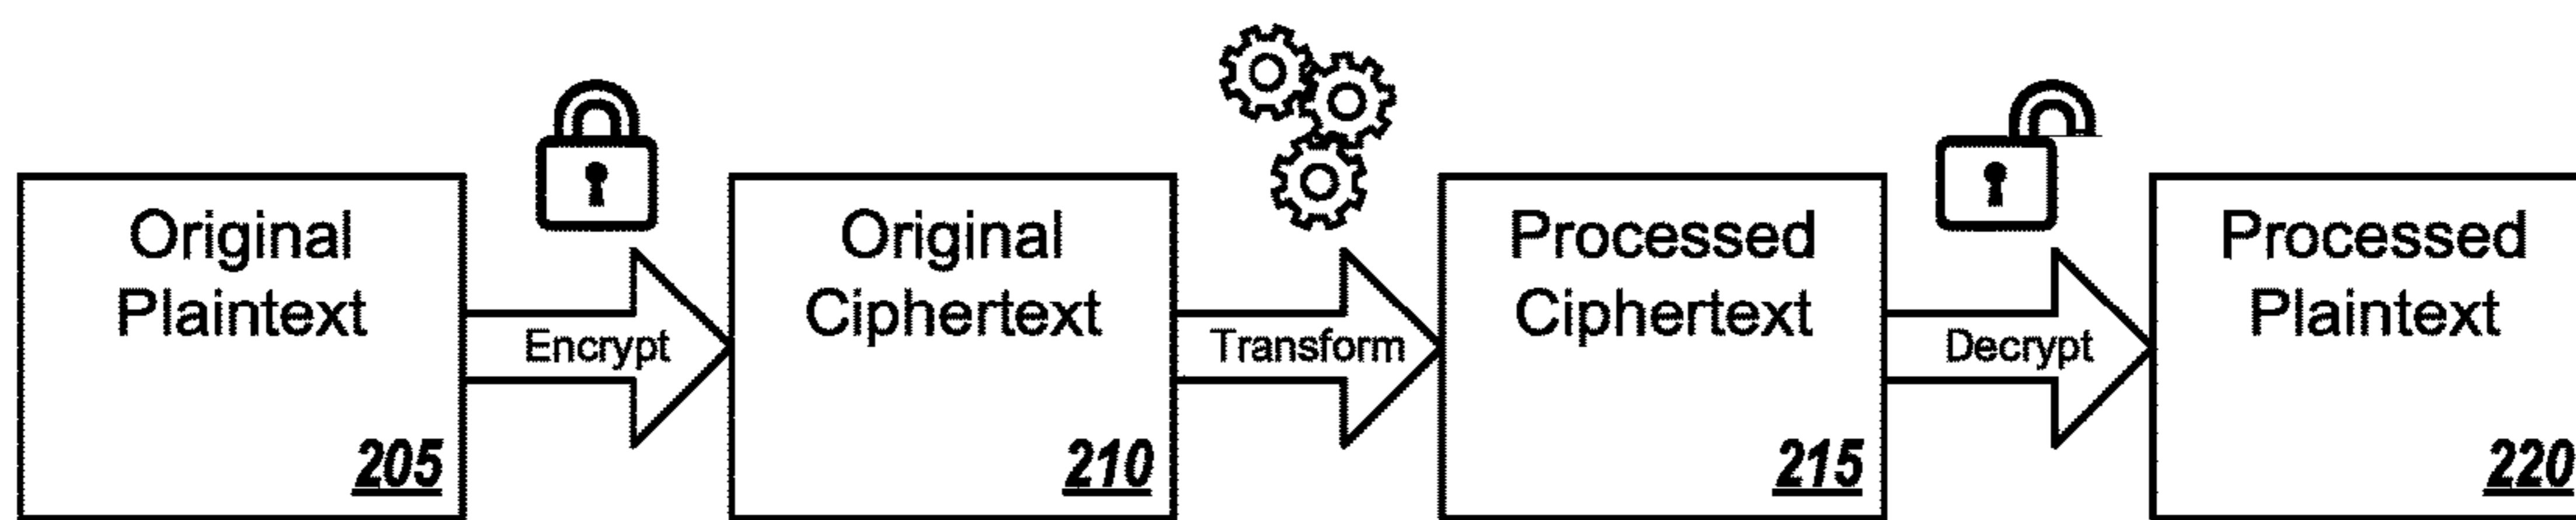 Original
Plaintext
205
Encrypt
Original
Ciphertext
210
Transform
Processed
Ciphertext
215
Decrypt
Processed
Plaintext
220